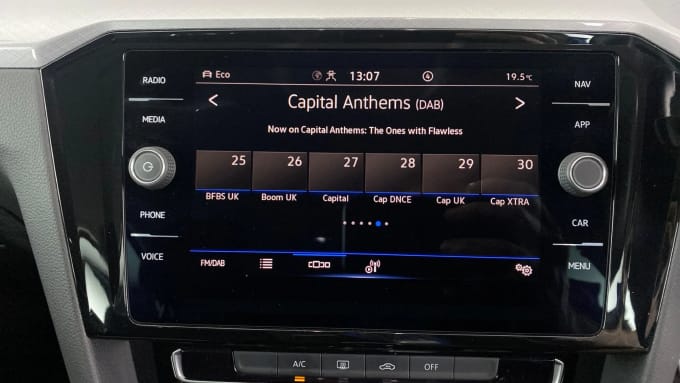 RADIO
MEDIA
PHONE
VOICE
Eco
13:07
4
19.5°C
< Capital Anthems (DAB) >
Now on Capital Anthems: The Ones with Flawless
25 26 27 28 29 30
BFBS UK Boom UK Capital Cap DNCE Cap UK Cap XTRA
FM/DAB
NAV
APP
CAR
MENU
A/C
OFF